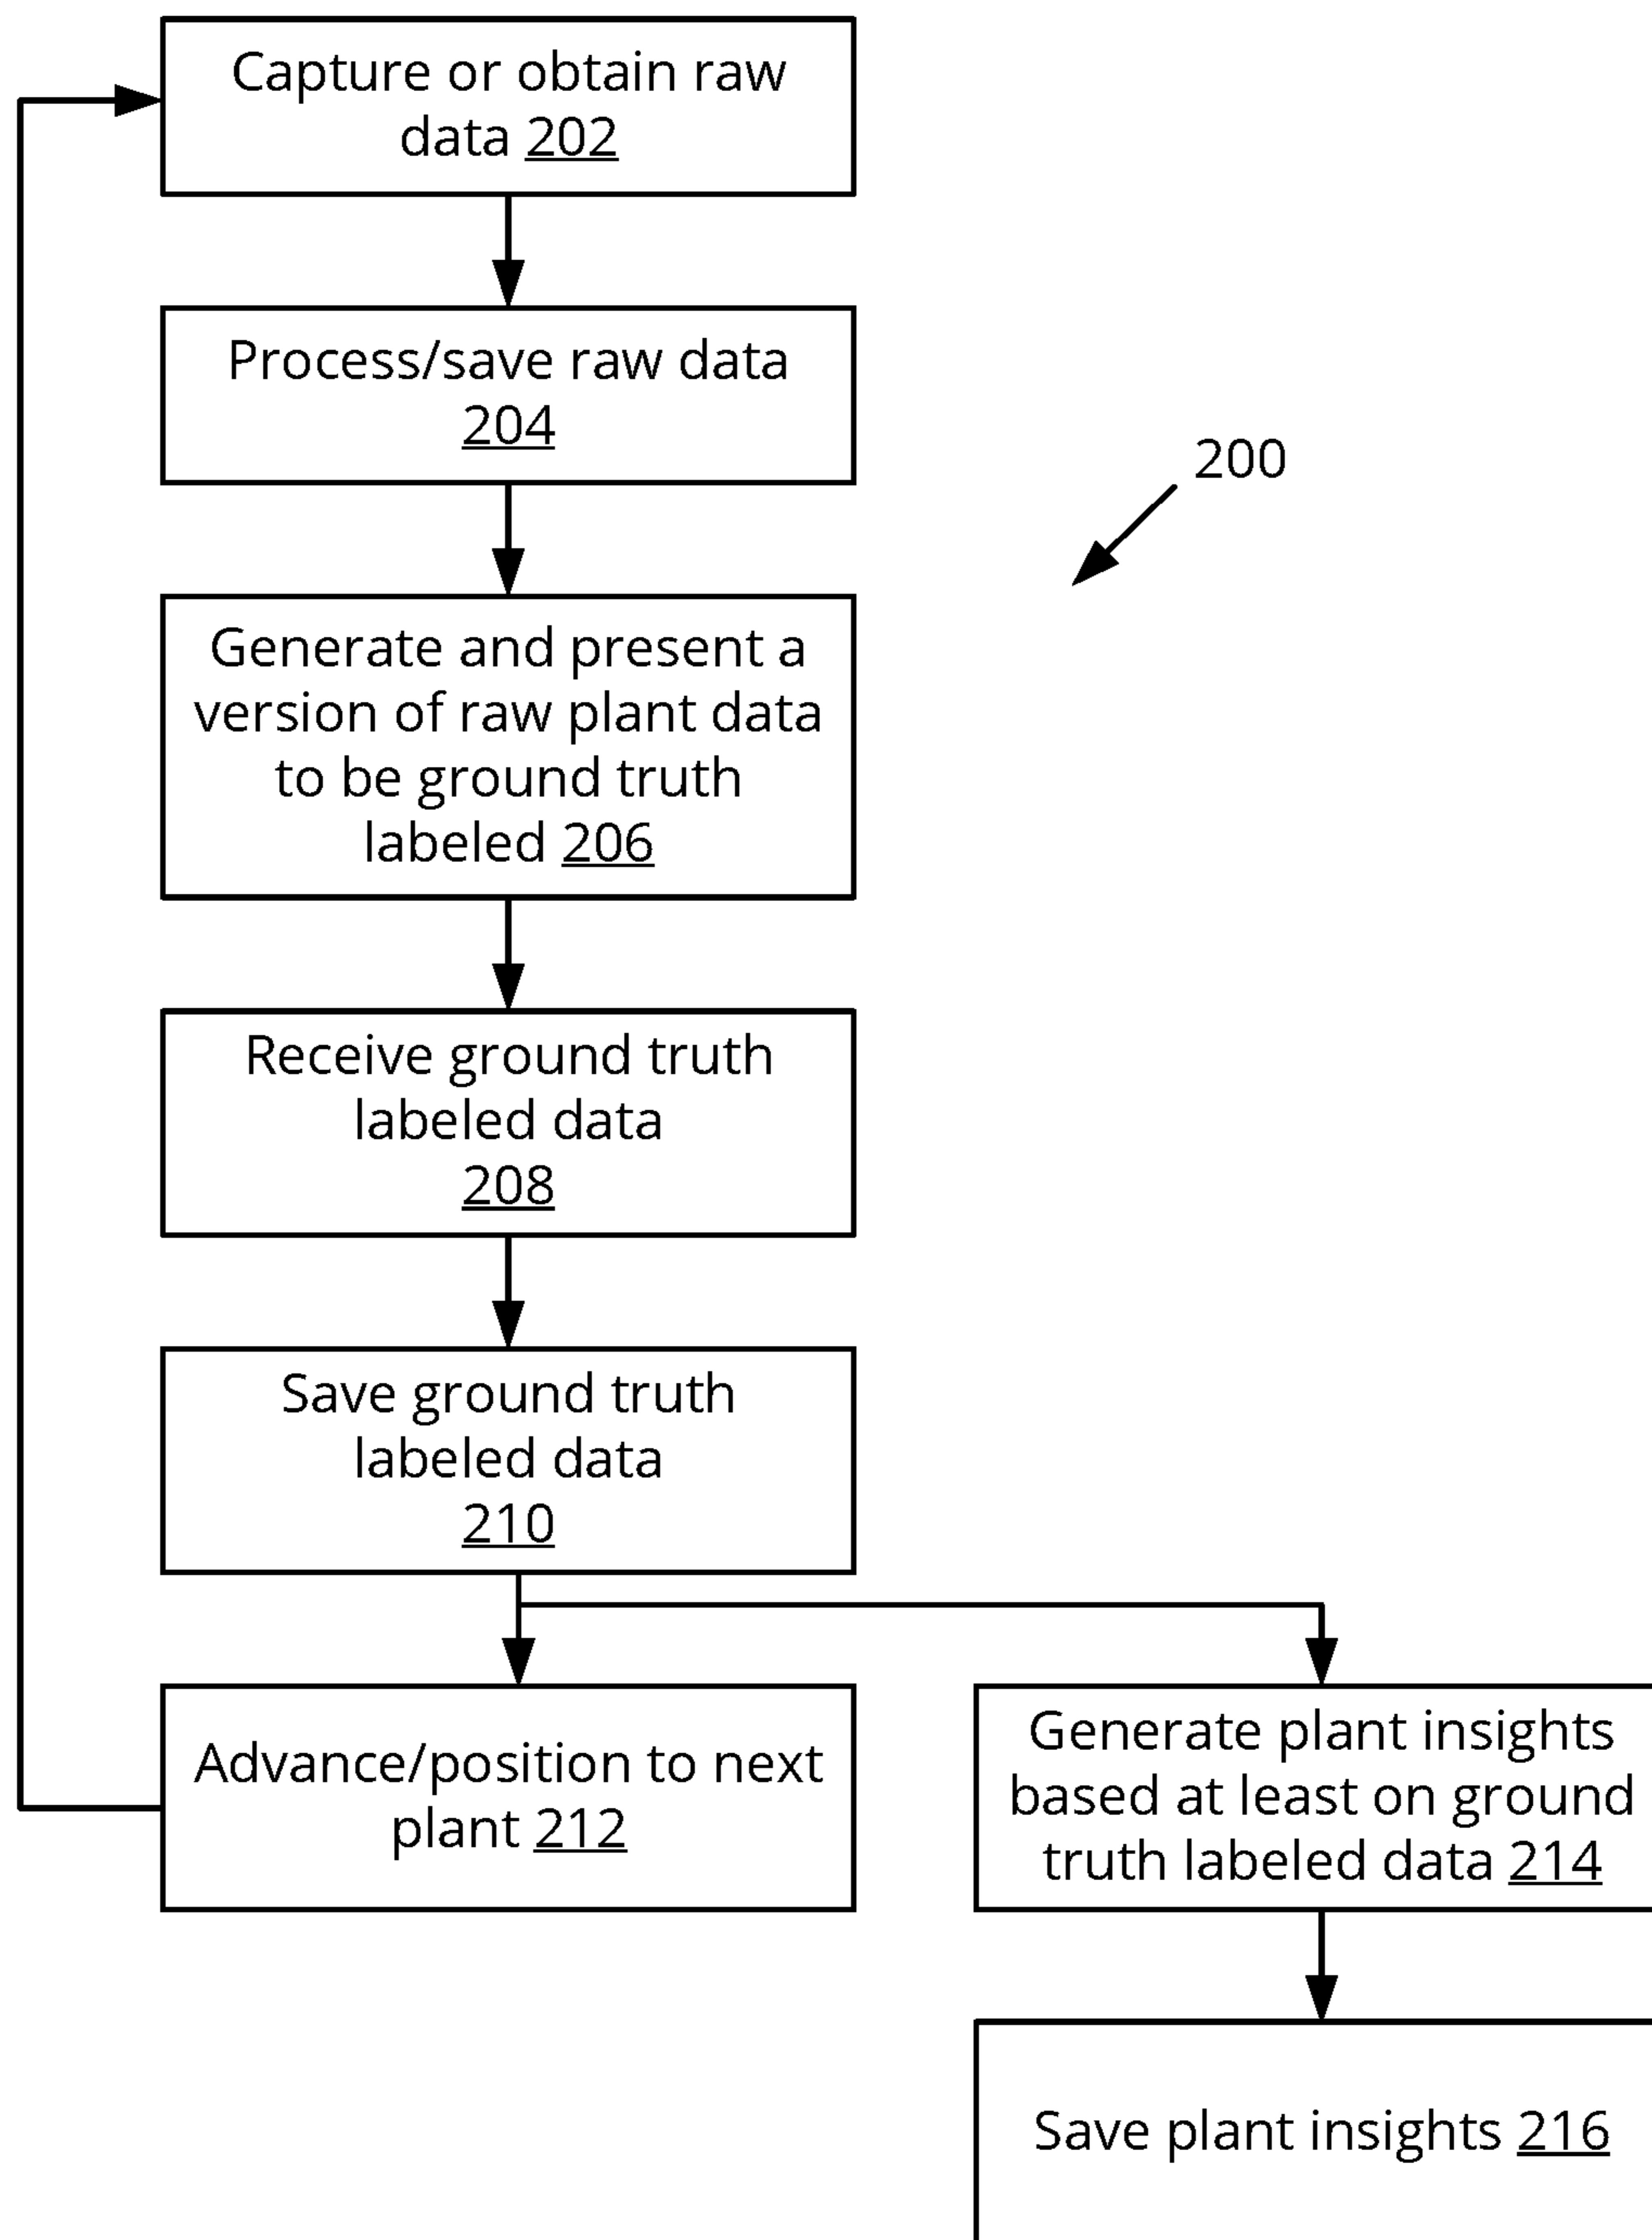 Capture or obtain raw
data 202
Process/save raw data
204
200
Generate and present a
version of raw plant data
to be ground truth
labeled 206
Receive ground truth
labeled data
208
Save ground truth
labeled data
210
Advance/position to next
plant 212
Generate plant insights
based at least on ground
truth labeled data 214
Save plant insights 216